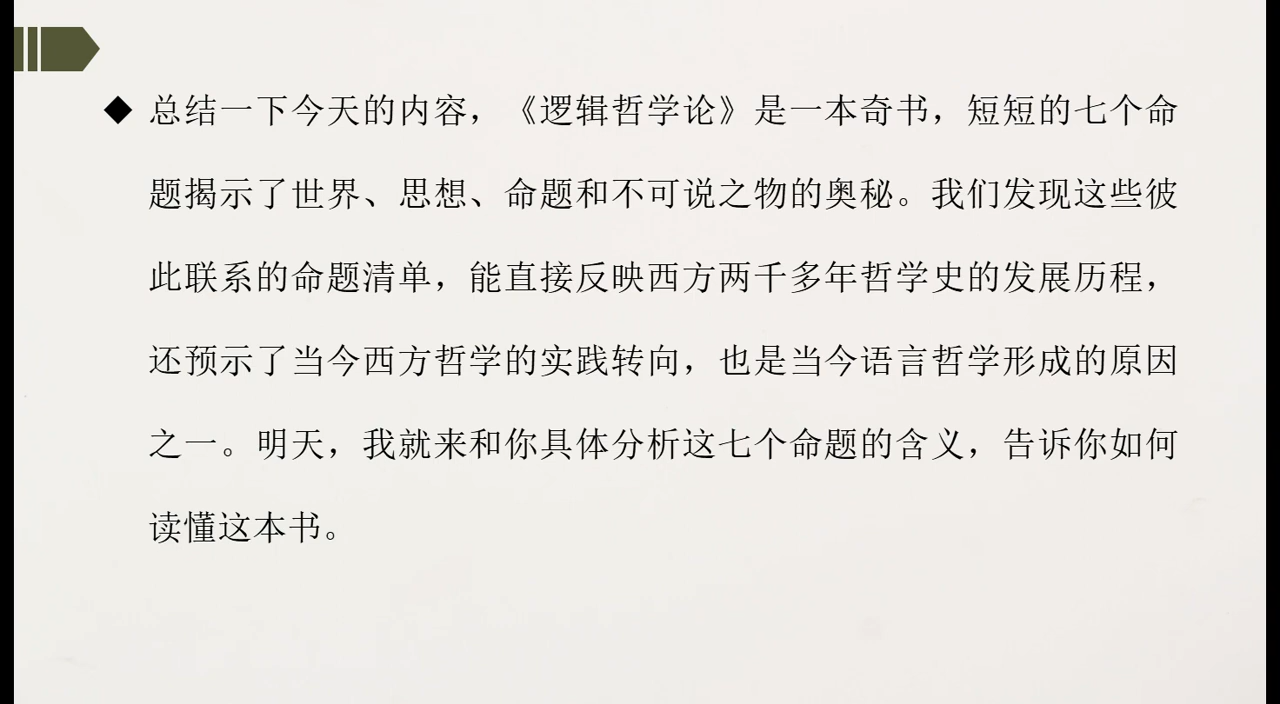 ◆ 总结一下今天的内容，《逻辑哲学论》是一本奇书，短短的七个命
题揭示了世界、思想、命题和不可说之物的奥秘。我们发现这些彼
此联系的命题清单，能直接反映西方两千多年哲学史的发展历程，
还预示了当今西方哲学的实践转向，也是当今语言哲学形成的原因
之一。明天，我就来和你具体分析这七个命题的含义，告诉你如何
读懂这本书。